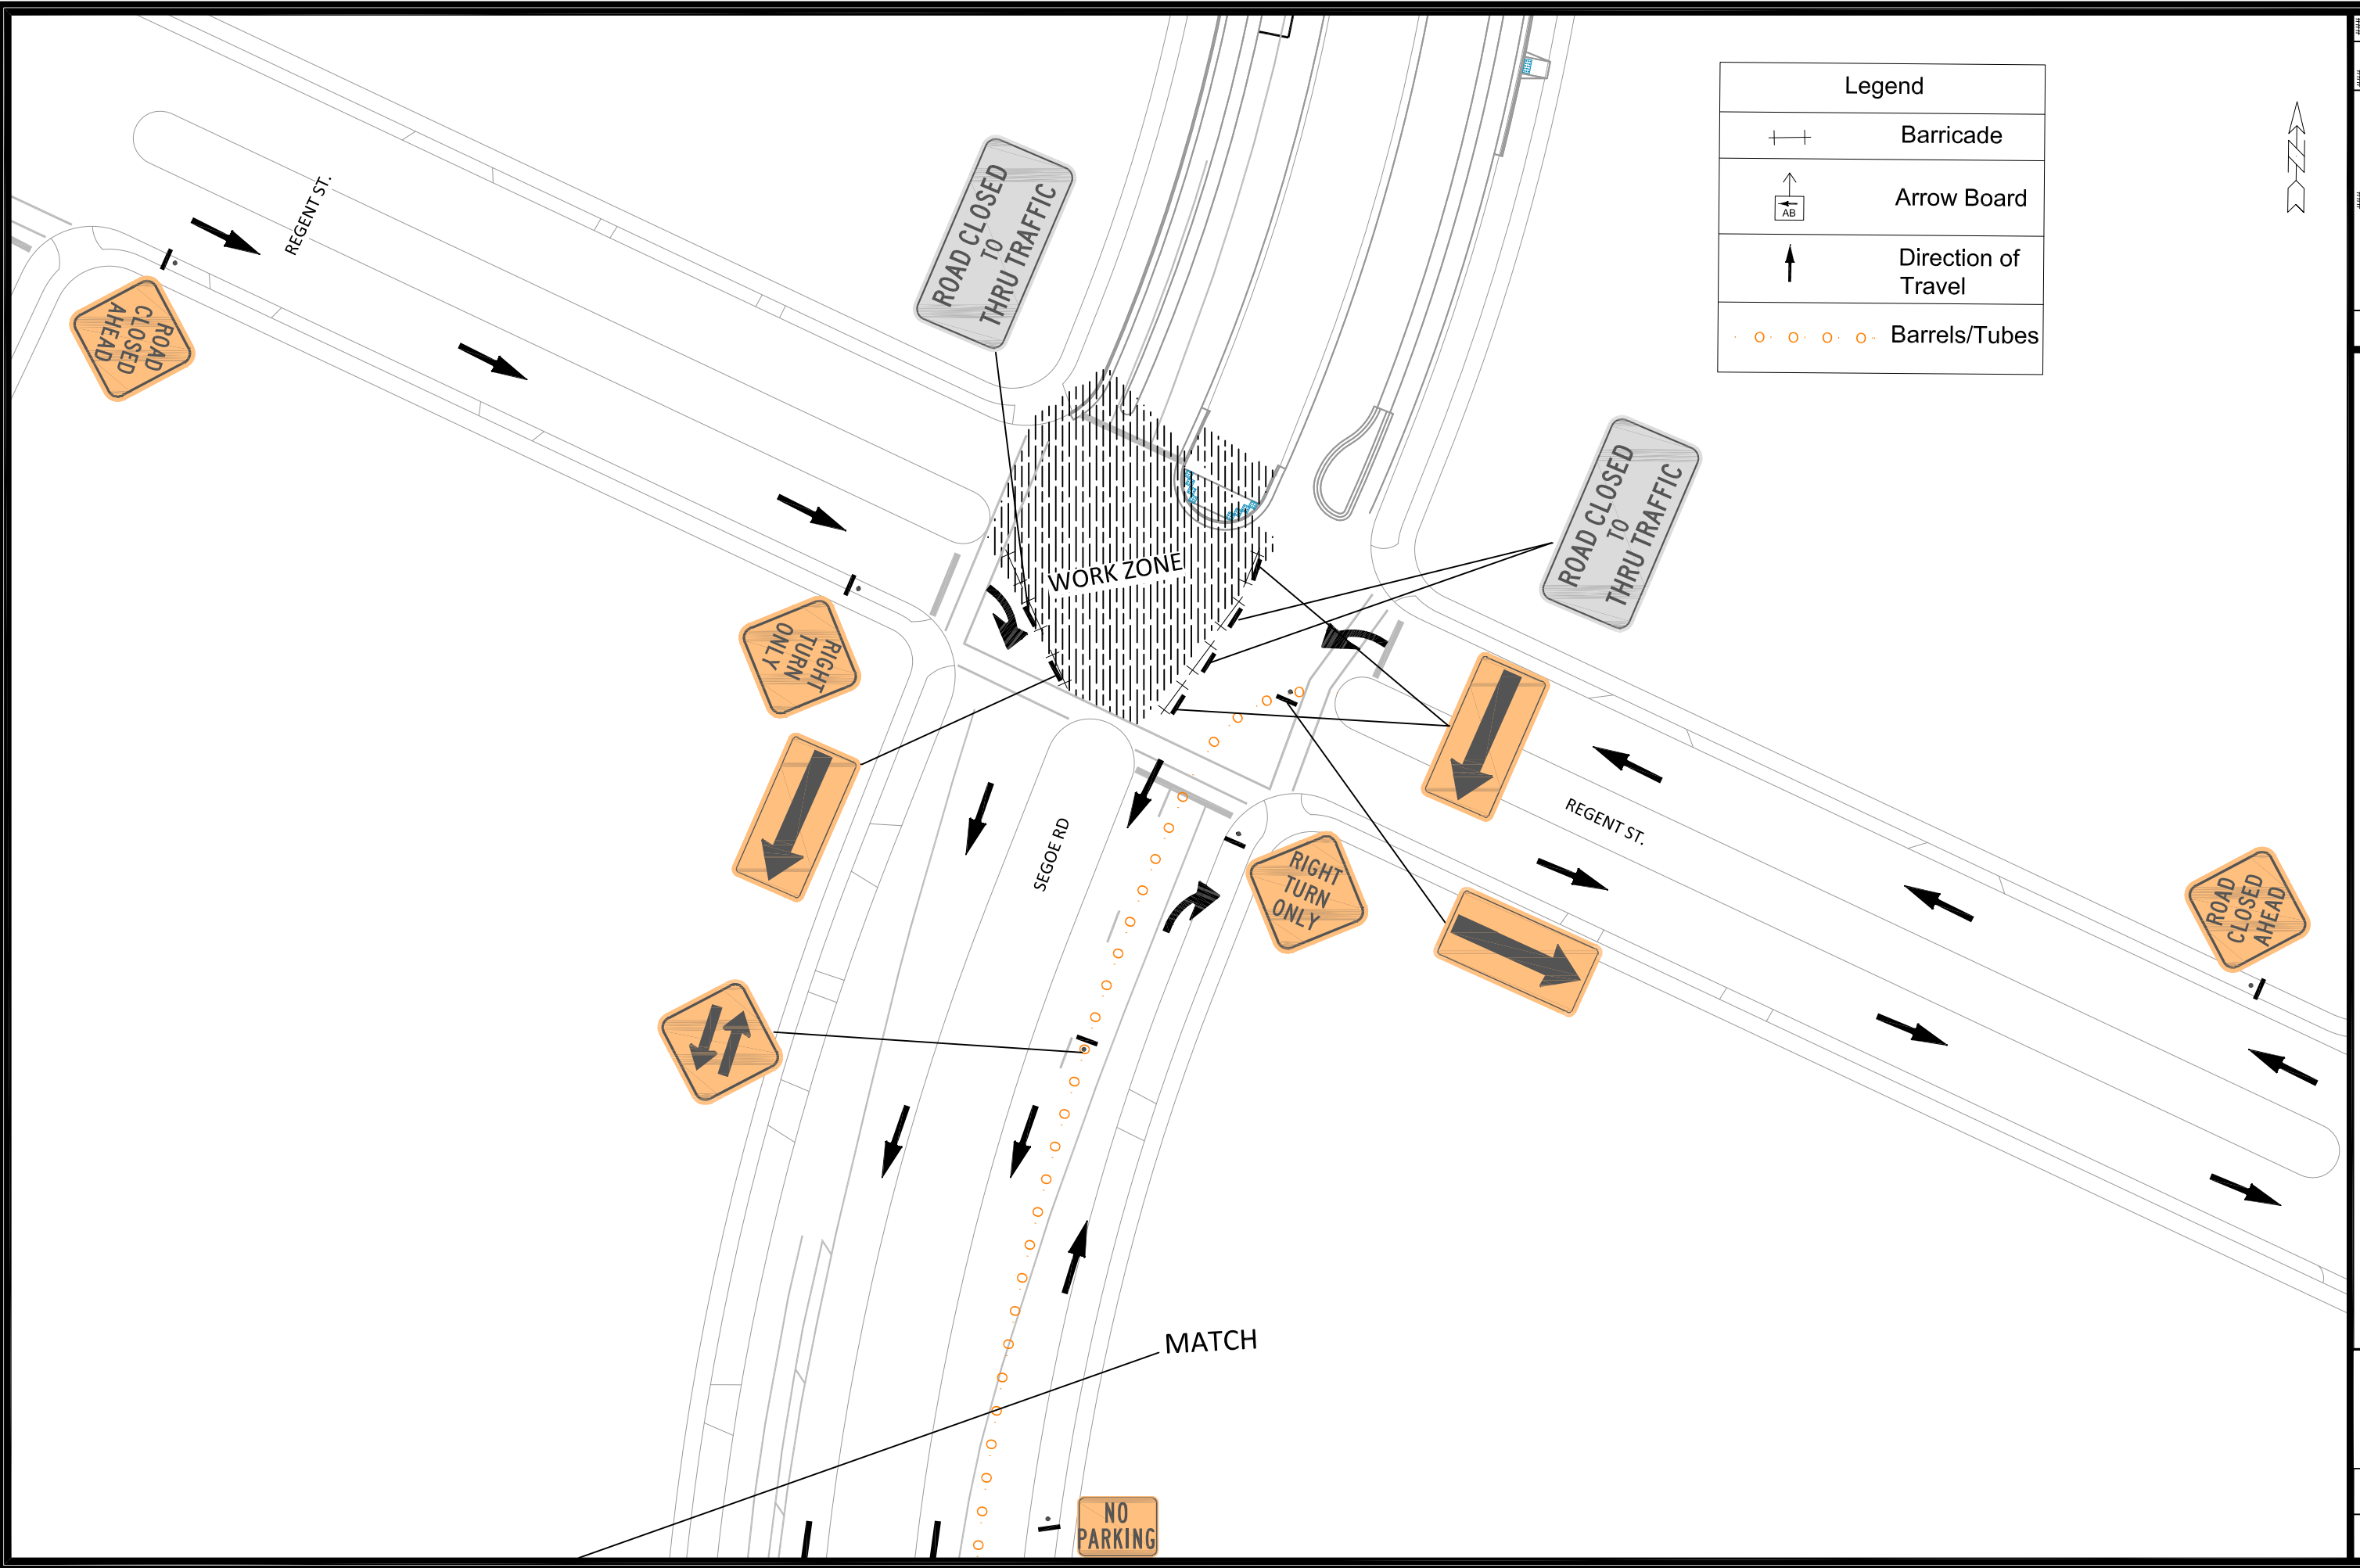 Legend
Barricade
AB
Arrow Board
Direction of
Travel
Barrels/Tubes
REGENT ST.
ROAD CLOSED
TO
THRU TRAFFIC
ROAD
CLOSED
AHEAD
ROAD CLOSED
TO
THRU TRAFFIC
WORK ZONE
RIGHT
TURN
ONLY
REGENT ST.
SEGOE RD
RIGHT
TURN
ONLY
ROAD
CLOSED
AHEAD
MATCH
NO
PARKING